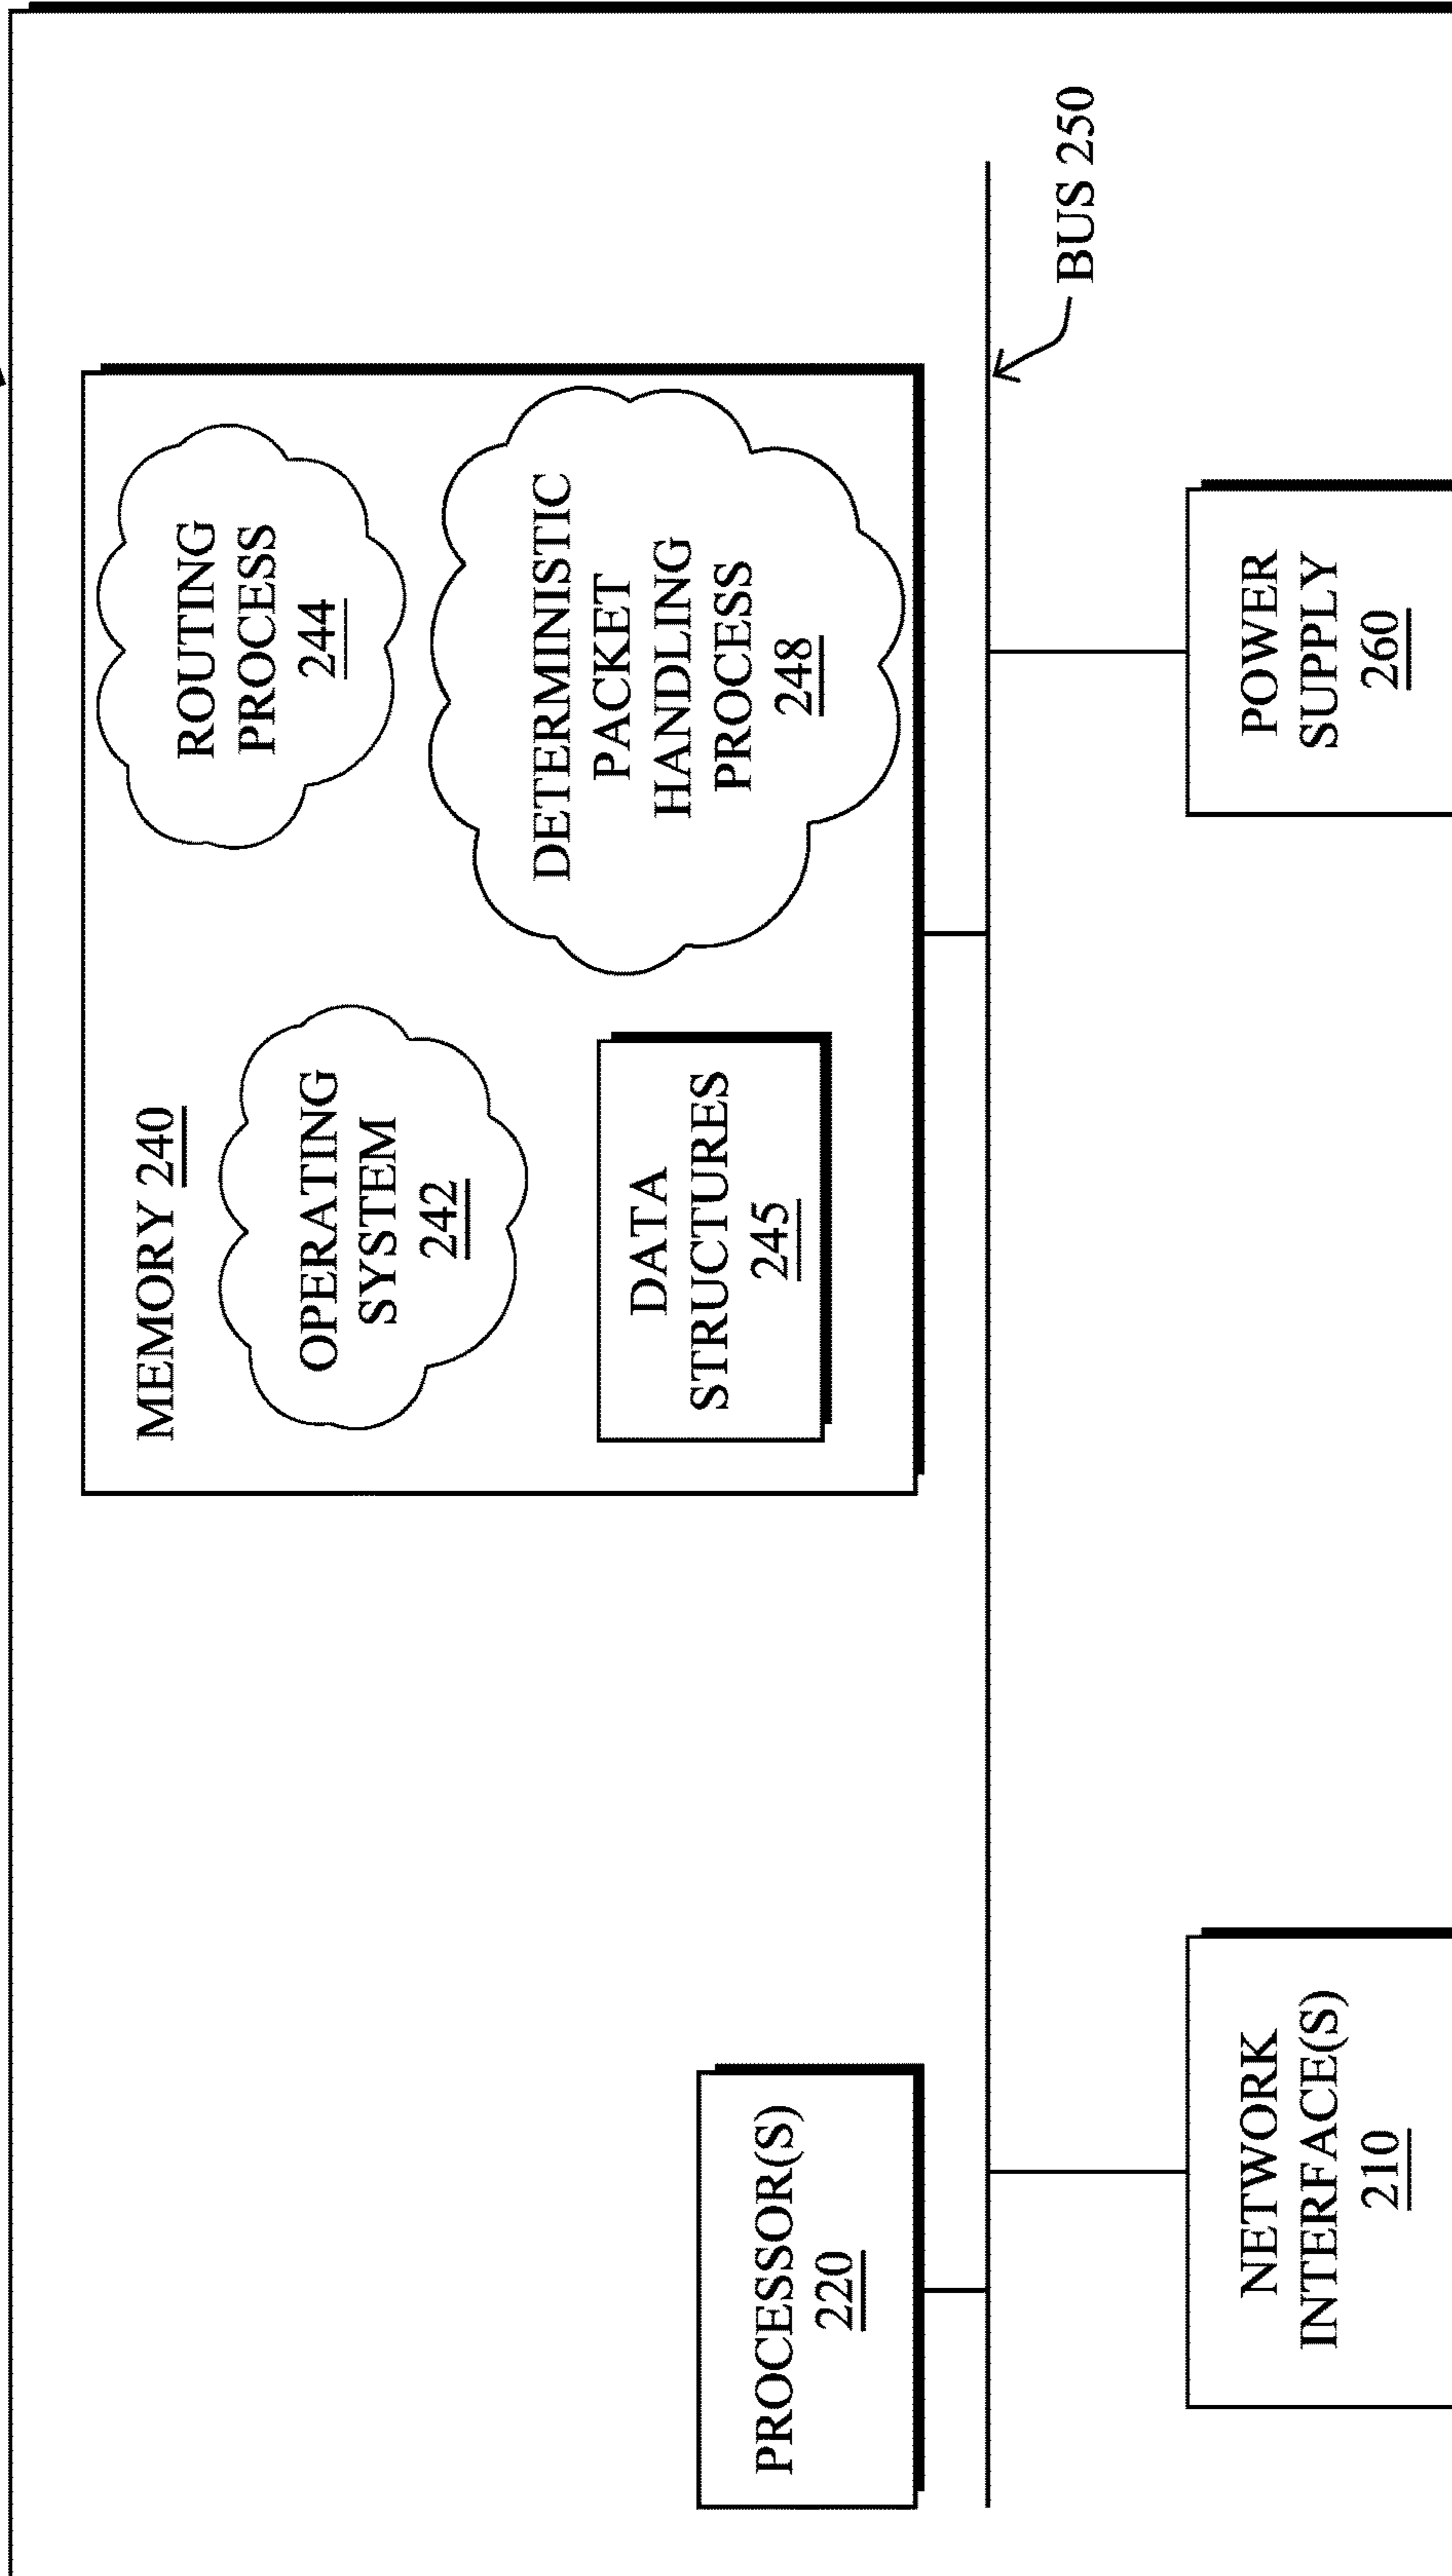 MEMORY 240
OPERATING
SYSTEM
242
ROUTING
PROCESS
244
DATA
STRUCTURES
245
DETERMINISTIC
PACKET
HANDLING
PROCESS
248
PROCESSOR(S)
220
BUS 250
NETWORK
INTERFACE(S)
210
POWER
SUPPLY
260